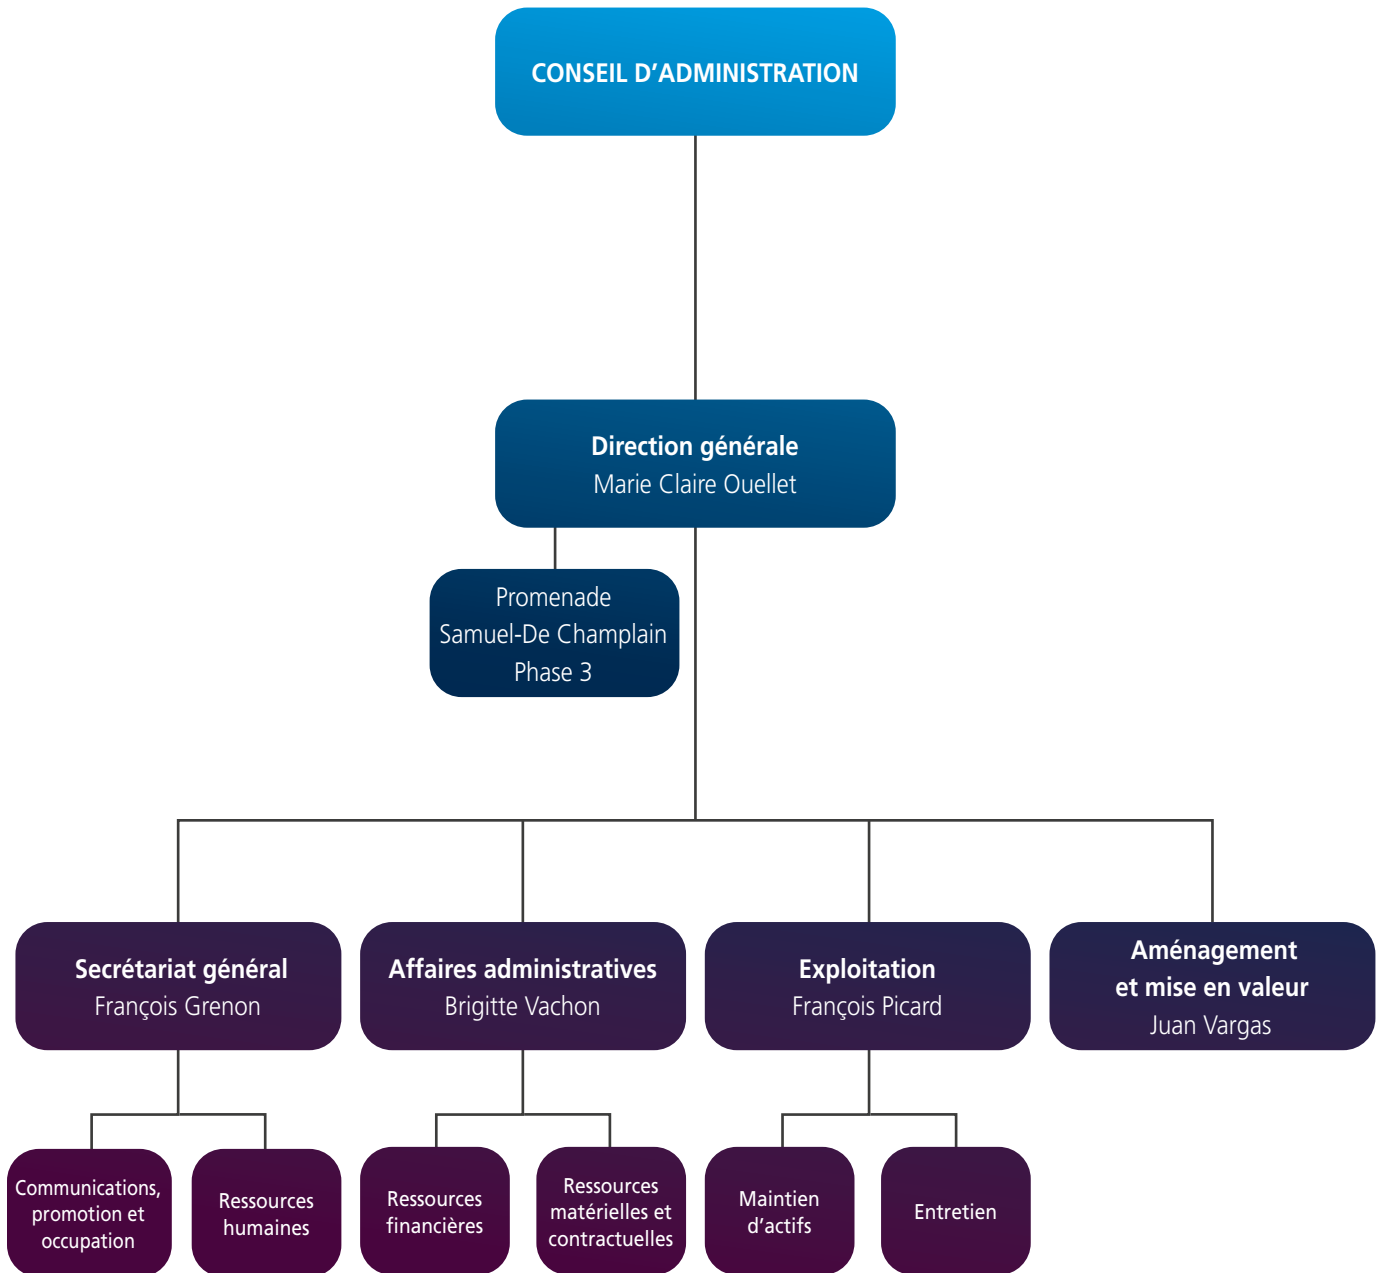 CONSEIL D’ADMINISTRATION
Direction générale
Marie Claire Ouellet
Promenade
Samuel-De Champlain
Phase 3
Secrétariat général
François Grenon
Affaires administratives
Brigitte Vachon
Exploitation
François Picard
Aménagement
et mise en valeur
Juan Vargas
Communications,
promotion et
occupation
Ressources
humaines
Ressources
financières
Ressources
matérielles et
contractuelles
Maintien
d’actifs
Entretien